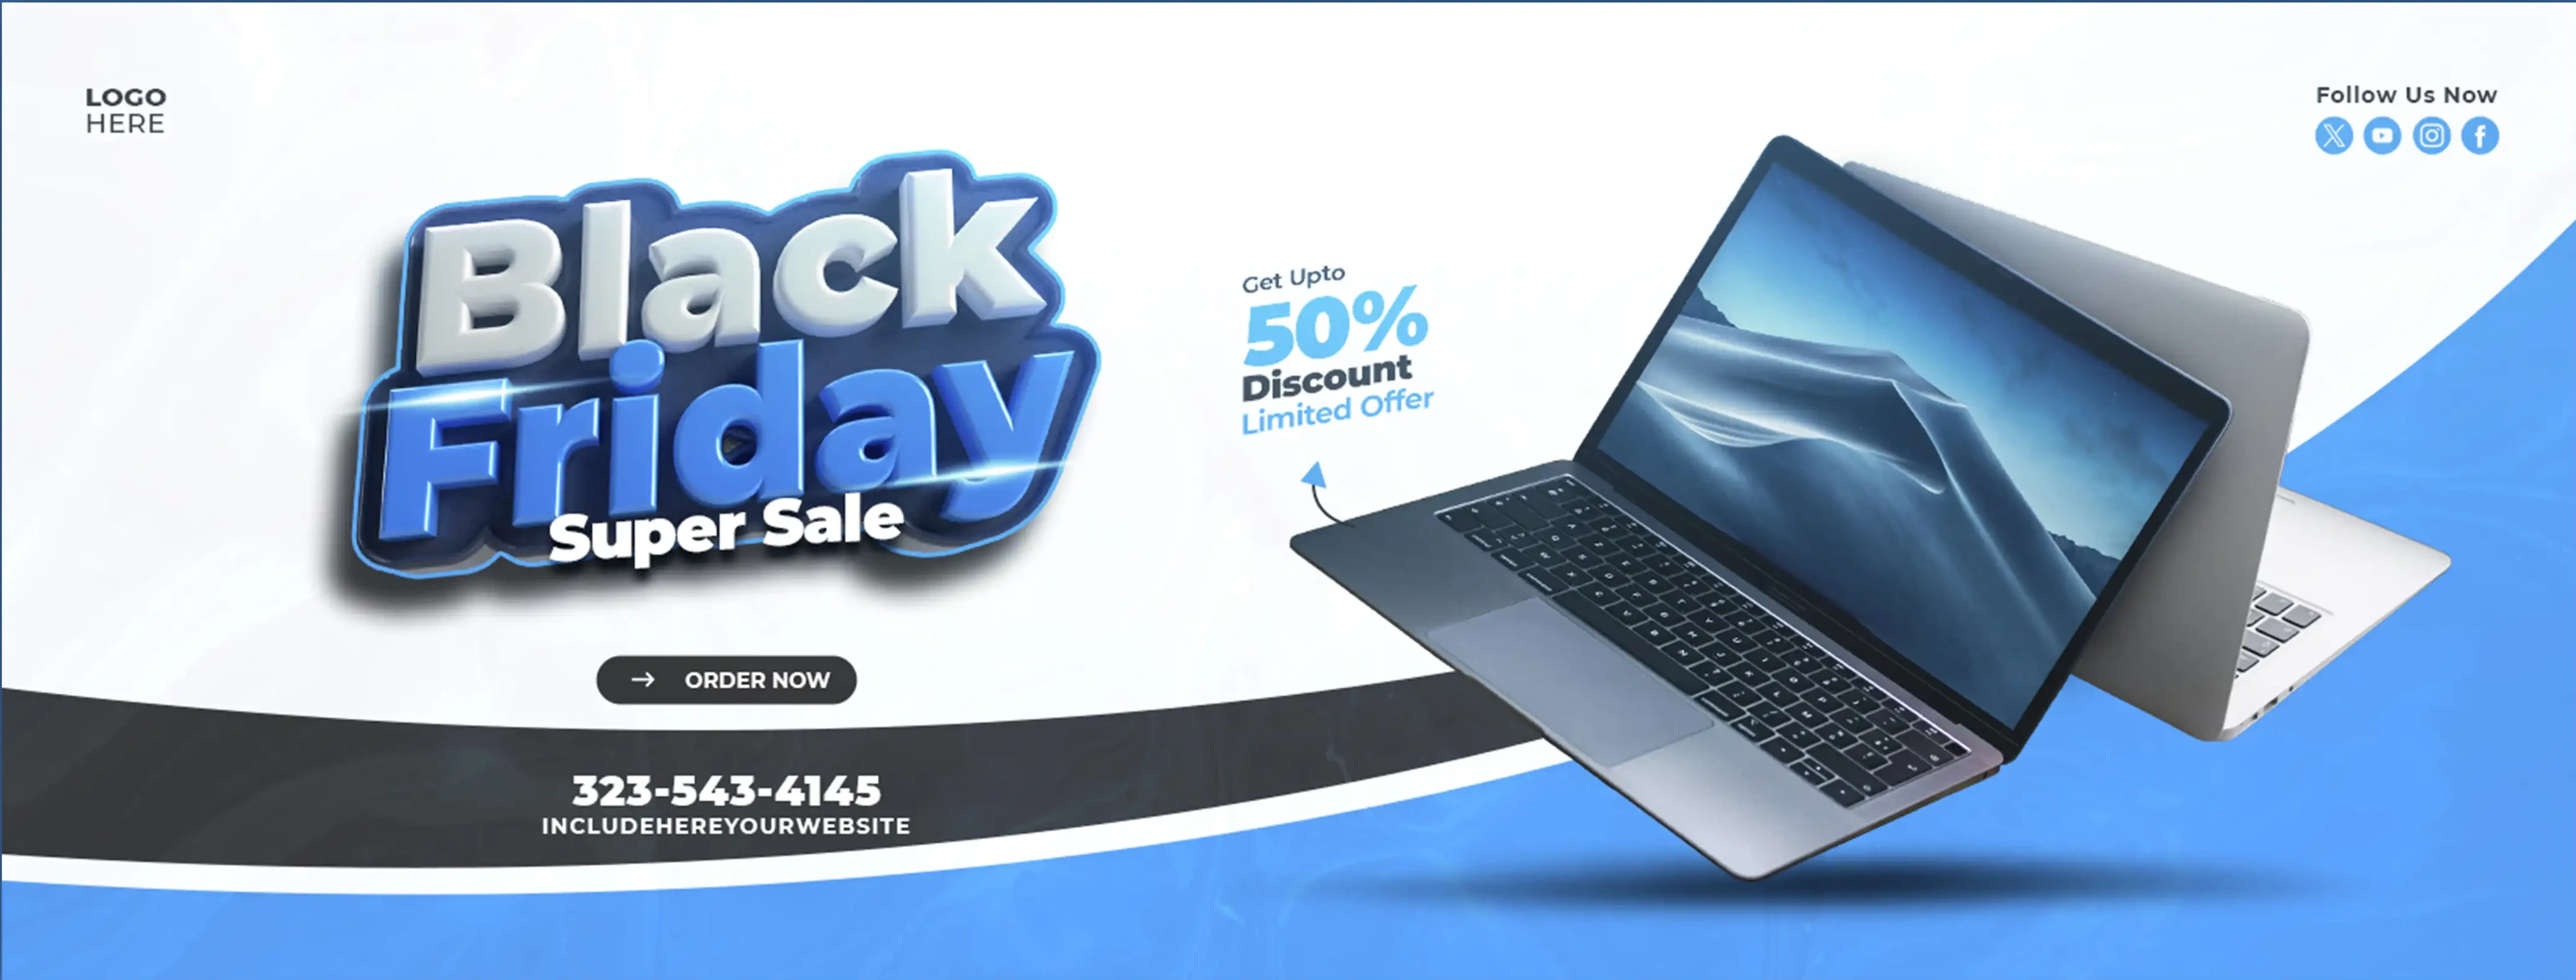 LOGO
HERE
Follow Us Now
Black
Friday
Super Sale
Get Upto
50%
Discount
Limited Offer
→ ORDER NOW
323-543-4145
INCLUDEHEREYOURWEBSITE